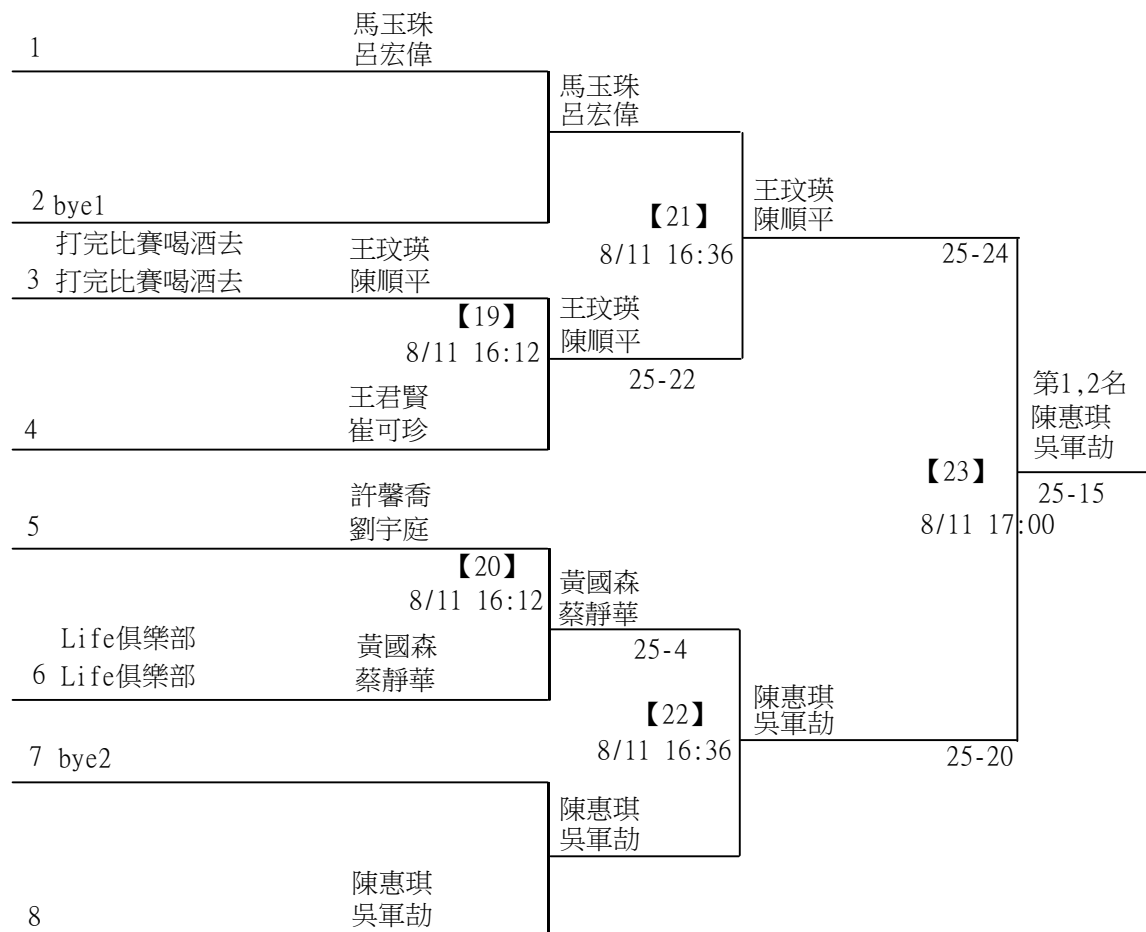 馬玉珠
1 呂宏偉
馬玉珠
呂宏偉
2 bye1
王玟瑛
【21】 陳順平
打完比賽喝酒去 王玟瑛
8/11 16:36 25-24
3 打完比賽喝酒去 陳順平
【19】 王玟瑛
8/11 16:12 陳順平
25-22
王君賢
4 崔可珍
第1,2名
陳惠琪
吳軍劼
【23】
25-15
8/11 17:00
許馨喬
5 劉宇庭
【20】 黃國森
8/11 16:12 蔡靜華
Life俱樂部 黃國森 25-4
6 Life俱樂部 蔡靜華
【22】 陳惠琪
吳軍劼
7 bye2 8/11 16:36 25-20
陳惠琪
吳軍劼
陳惠琪
8 吳軍劼